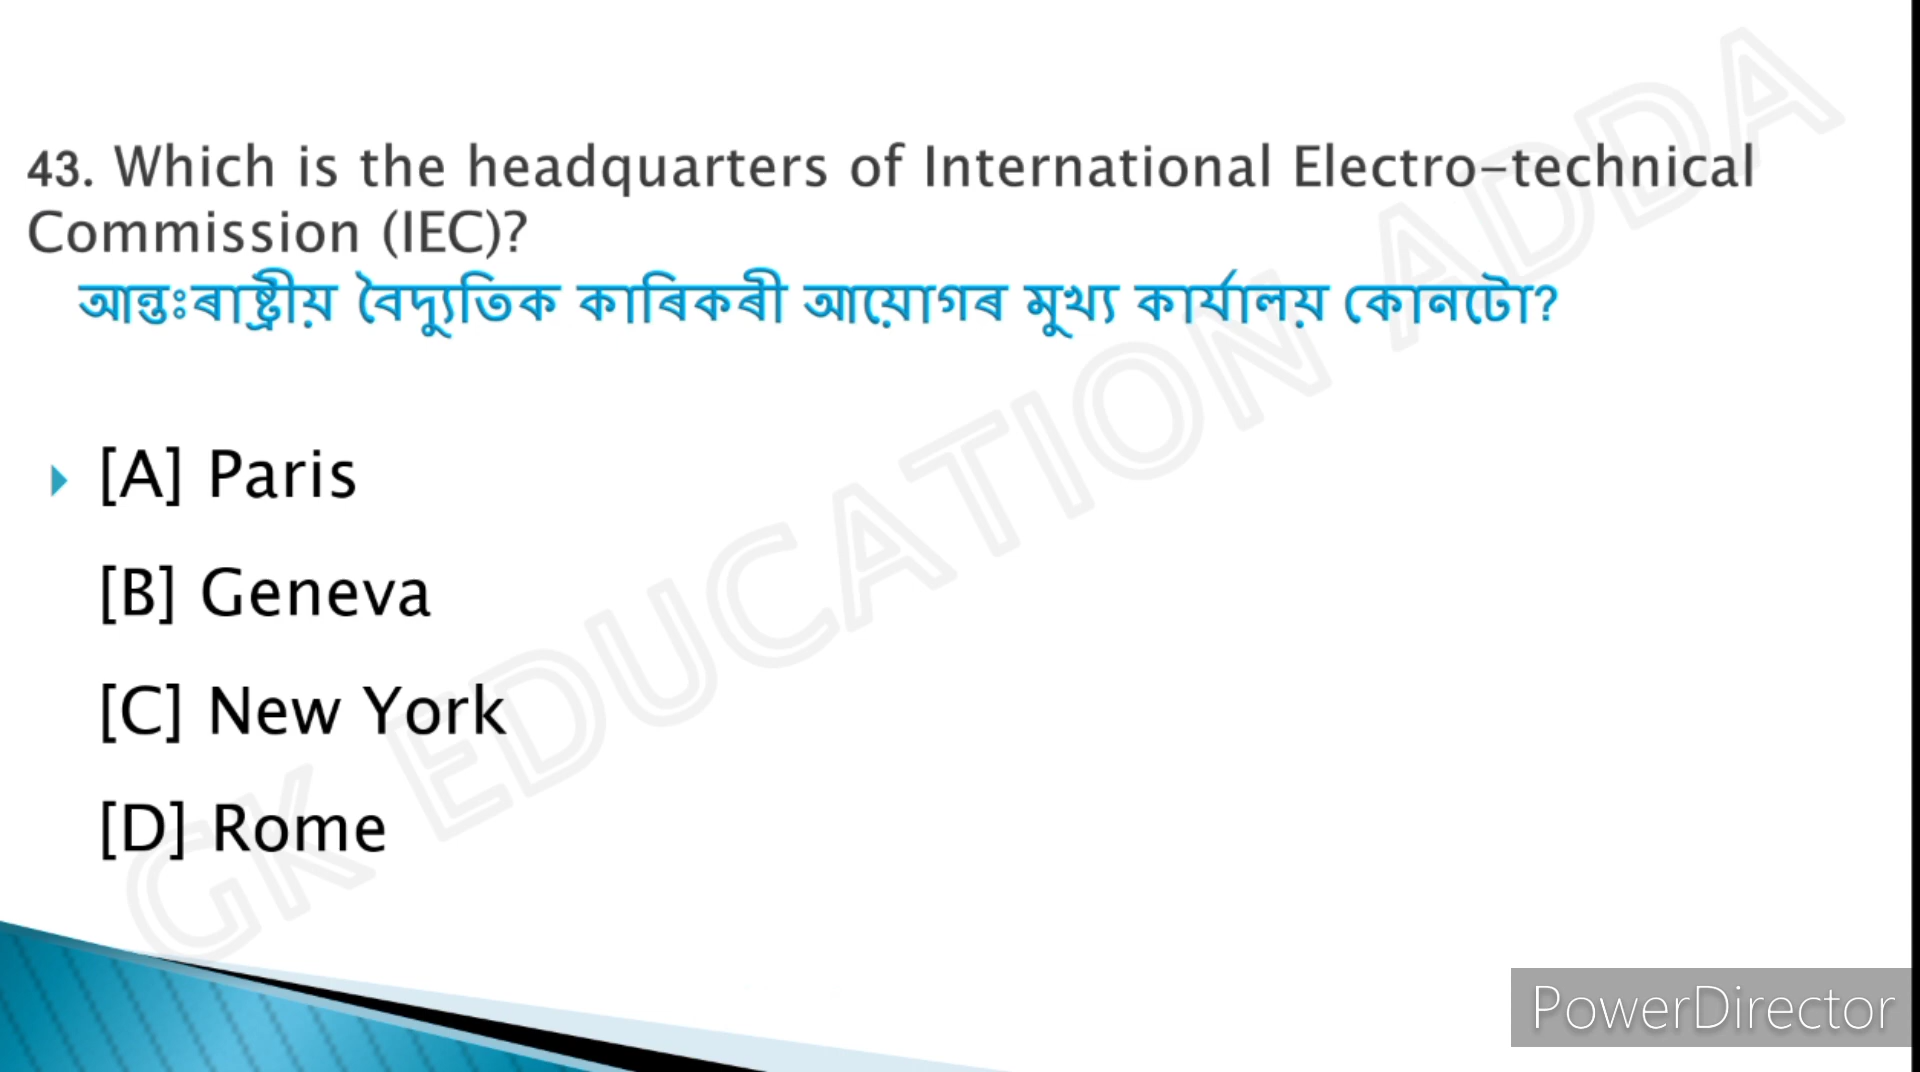 43. Which is the headquarters of International Electro-technical
Commission (IEC)?
আন্তঃৰাষ্ট্ৰীয় বৈদ্যুতিক কাৰিকৰী আয়োগৰ মুখ্য কাৰ্যালয় কোনটো?
[A] Paris
[B] Geneva
[C] New York
[D] Rome
GK EDUCATION ADDA
PowerDirector